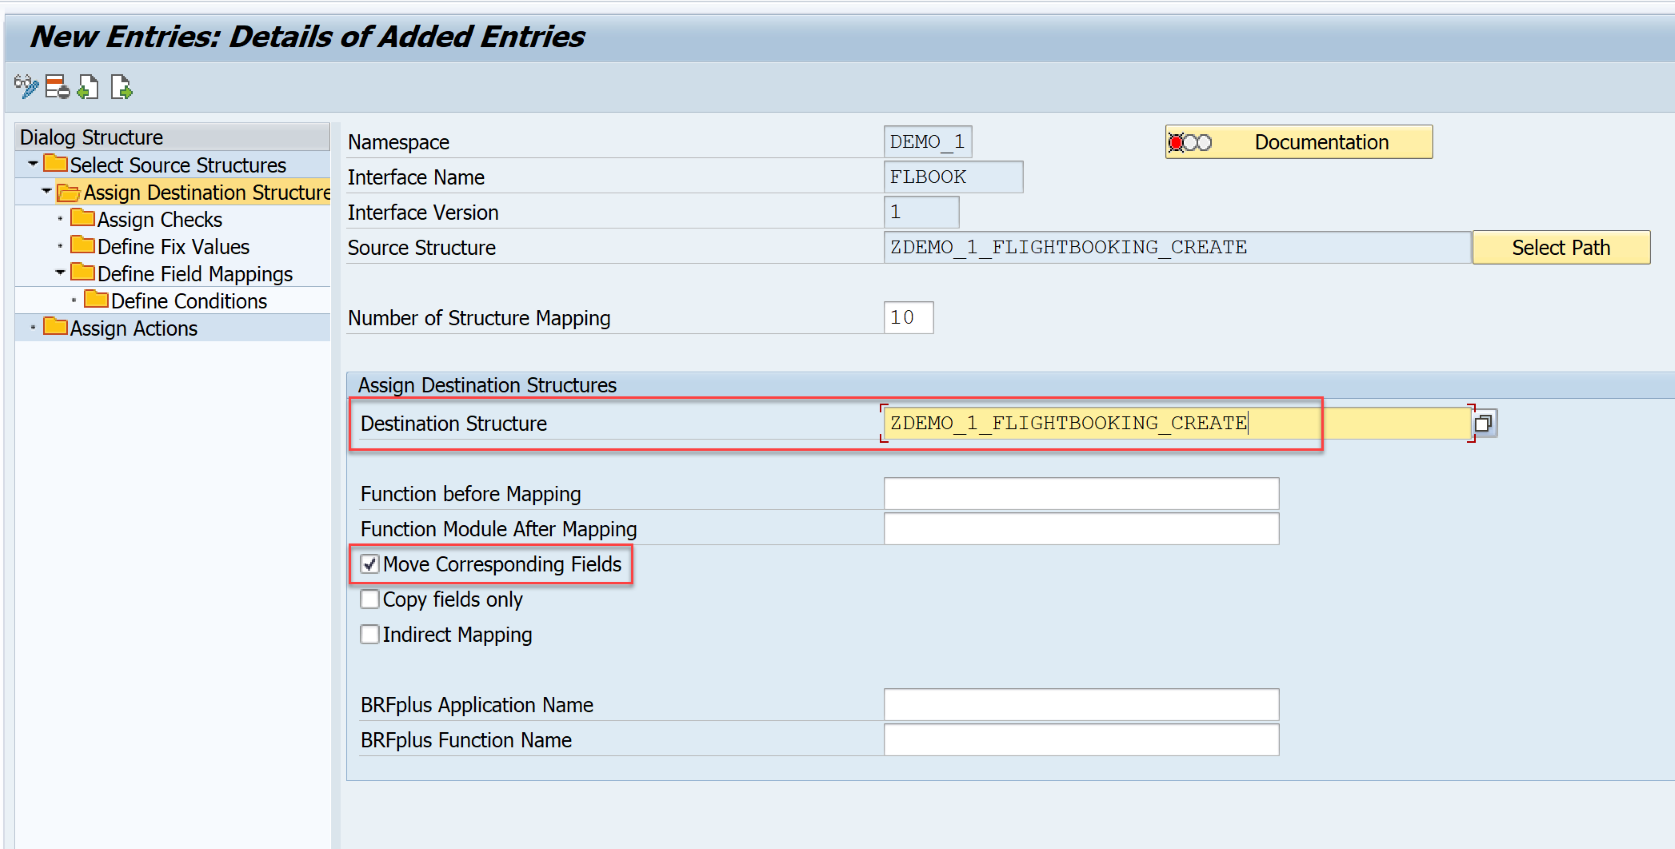 New Entries: Details of Added Entries
Dialog Structure
Select Source Structures
Assign Destination Structure
Assign Checks
Define Fix Values
Define Field Mappings
Define Conditions
Assign Actions
Namespace DEMO_1 Documentation
Interface Name FLBOOK
Interface Version 1
Source Structure ZDEMO_1_FLIGHTBOOKING_CREATE Select Path
Number of Structure Mapping 10
Assign Destination Structures
Destination Structure ZDEMO_1_FLIGHTBOOKING_CREATE
Function before Mapping
Function Module After Mapping
Move Corresponding Fields
Copy fields only
Indirect Mapping
BRFplus Application Name
BRFplus Function Name